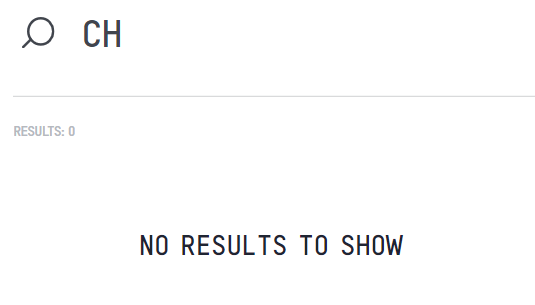 CH
RESULTS: 0
NO RESULTS TO SHOW